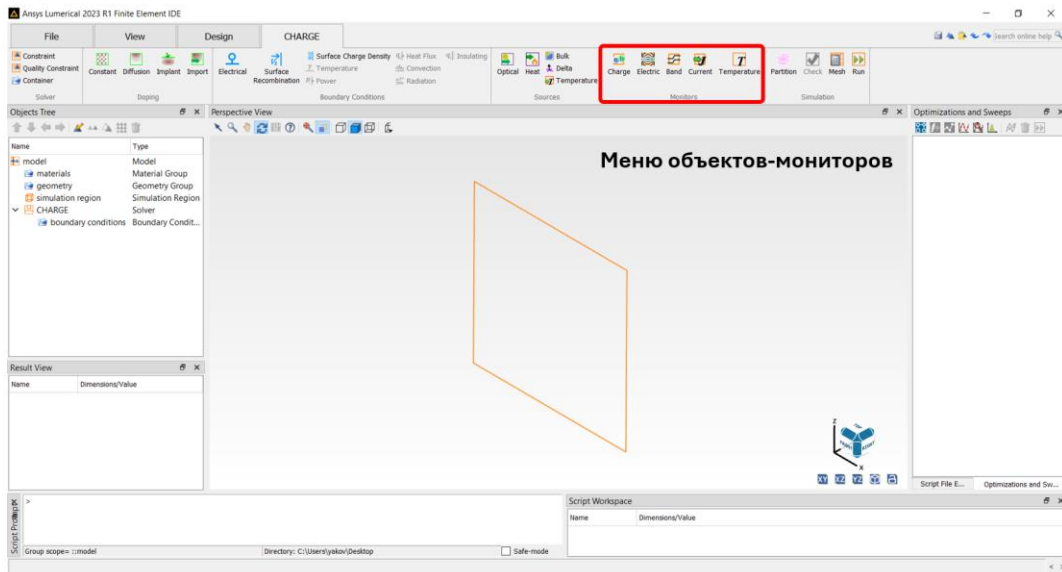 Ansys Lumerical 2023 R1 Finite Element IDE
File View Design CHARGE
Search online help
Constraint
Quality Constraint
Container
Solver
Constant Diffusion Implant Import
Doping
Electrical
Surface Recombination
Surface Charge Density Heat Flux Insulating
Temperature Convection
Power Radiation
Boundary Conditions
Optical Heat
Bulk
Delta
Temperature
Sources
Charge Electric Band Current Temperature
Monitors
Partition Check Mesh Run
Simulation
Objects Tree
Name Type
model Model
materials Material Group
geometry Geometry Group
simulation region Simulation Region
CHARGE Solver
boundary conditions Boundary Condit...
Perspective View
Меню объектов-мониторов
z
x
XY XZ YZ
Optimizations and Sweeps
Script File E... Optimizations and Sw...
Result View
Name Dimensions/Value
Script Prompt
>
Group scope= ::model Directory: C:\Users\yakov\Desktop Safe-mode
Script Workspace
Name Dimensions/Value